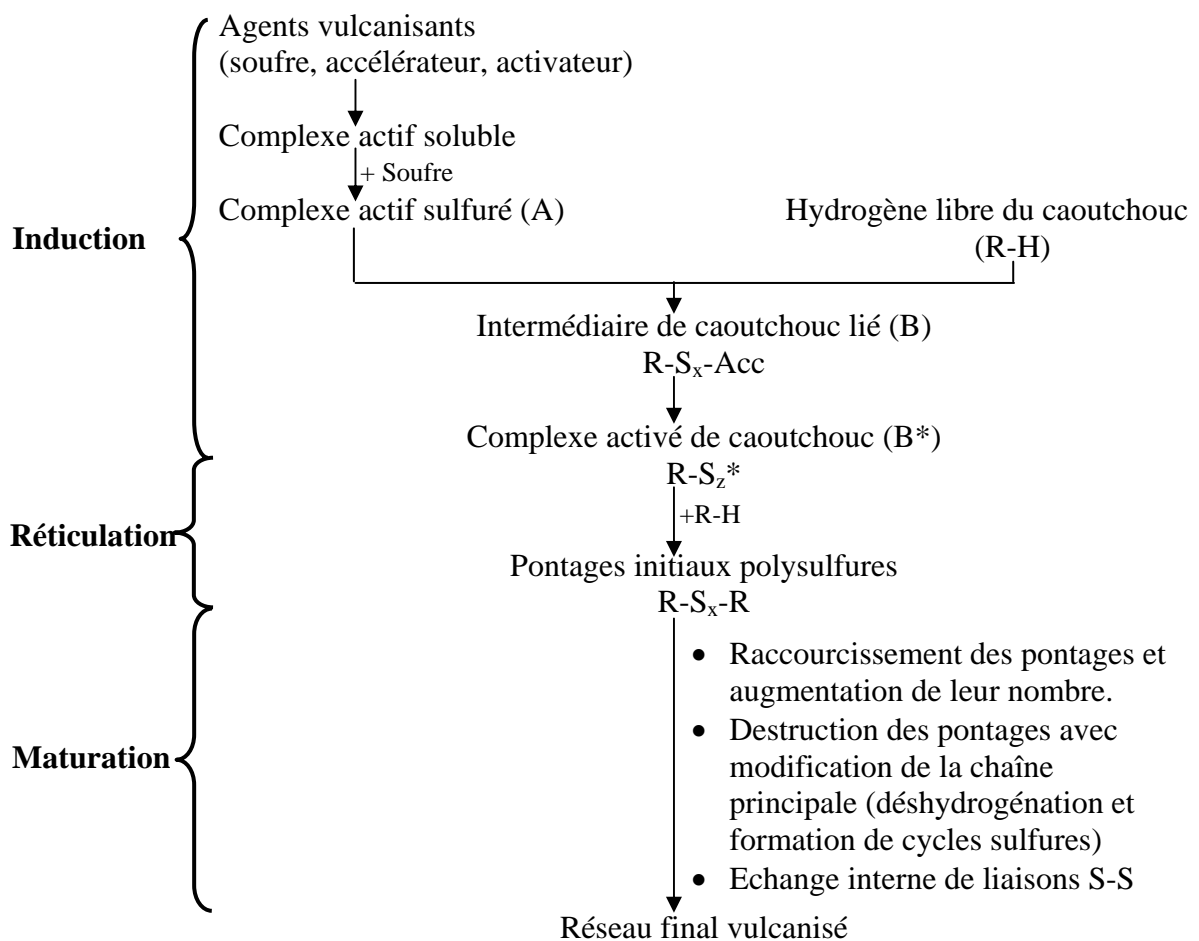 Agents vulcanisants
(soufre, accélérateur, activateur)
Complexe actif soluble
+ Soufre
Complexe actif sulfuré (A)
Hydrogène libre du caoutchouc
(R-H)
Induction
Intermédiaire de caoutchouc lié (B)
R-Sx-Acc
Complexe activé de caoutchouc (B*)
R-Sz*
+R-H
Réticulation
Pontages initiaux polysulfures
R-Sx-R
• Raccourcissement des pontages et
augmentation de leur nombre.
• Destruction des pontages avec
modification de la chaîne
principale (déshydrogénation et
formation de cycles sulfures)
• Echange interne de liaisons S-S
Maturation
Réseau final vulcanisé